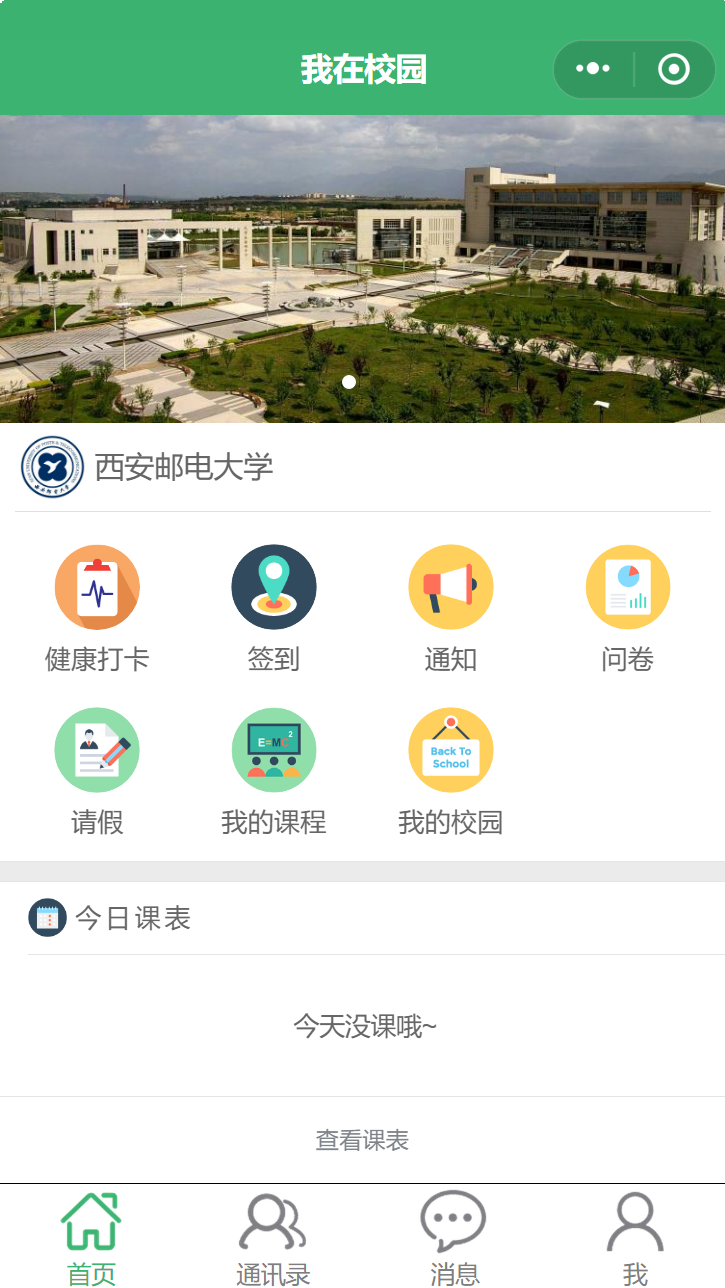 我在校园
西安邮电大学
健康打卡
签到
通知
问卷
E=MC²
Back To
School
请假
我的课程
我的校园
今日课表
今天没课哦~
查看课表
首页
通讯录
消息
我